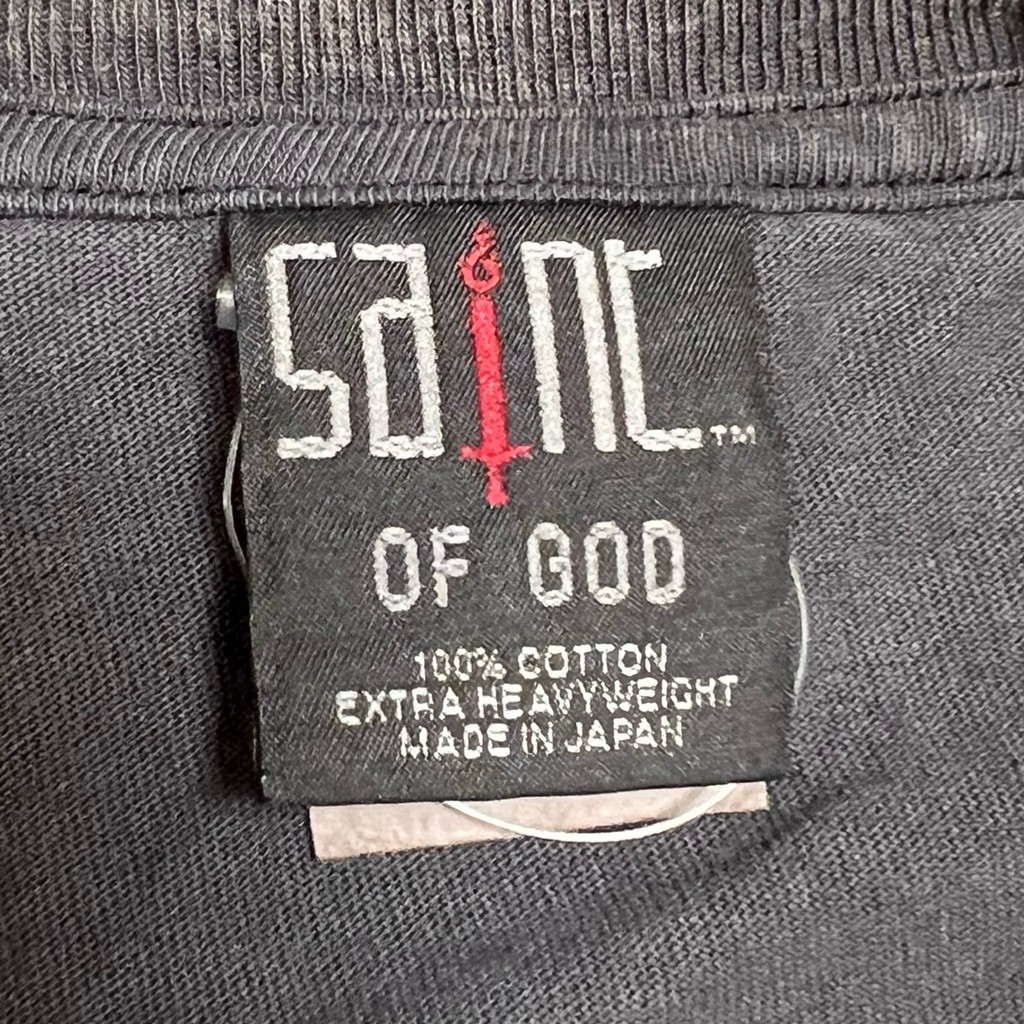 saint™
OF GOD
100% COTTON
EXTRA HEAVYWEIGHT
MADE IN JAPAN